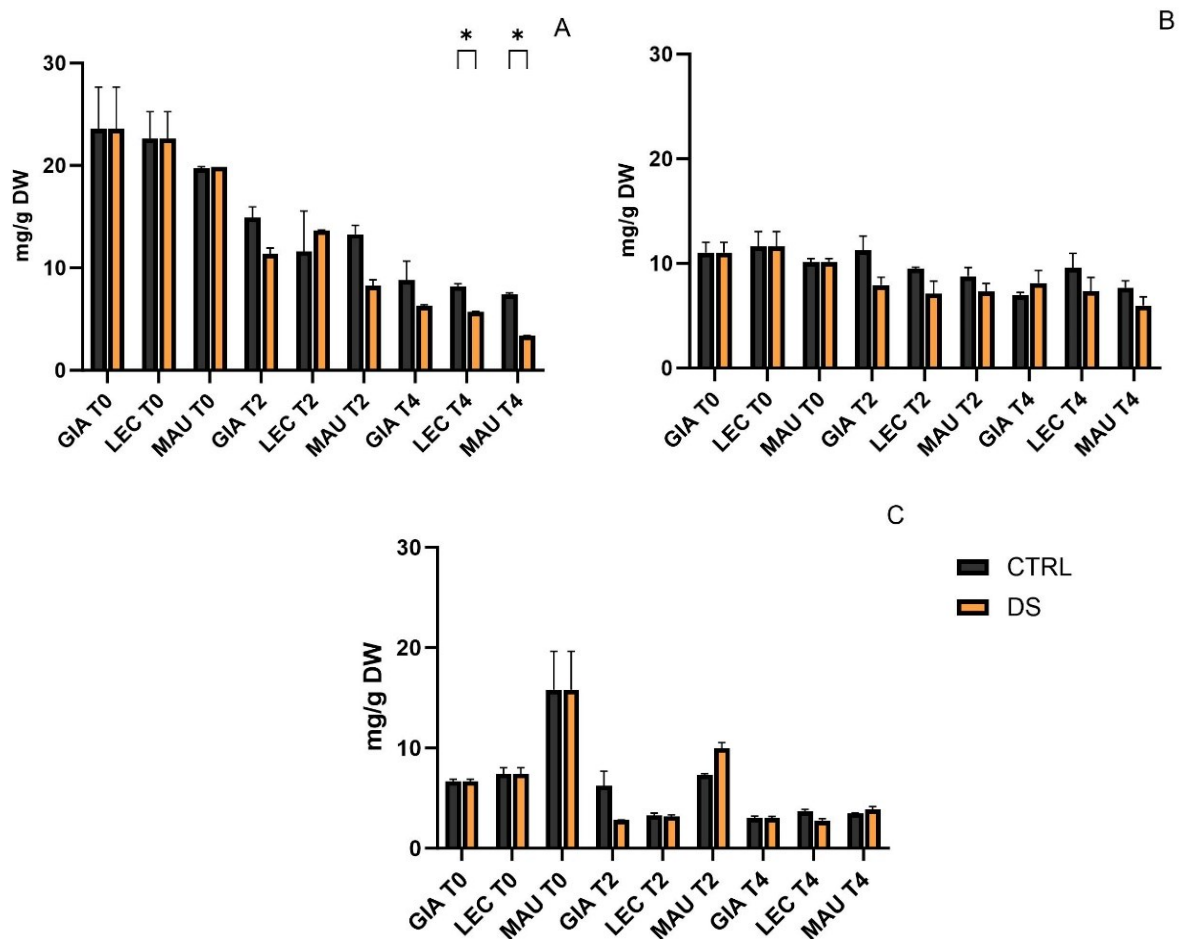 * * A
30
20
10
0
mg/g DW
GIA T0
LEC T0
MAU T0
GIA T2
LEC T2
MAU T2
GIA T4
LEC T4
MAU T4
B
30
20
10
0
mg/g DW
GIA T0
LEC T0
MAU T0
GIA T2
LEC T2
MAU T2
GIA T4
LEC T4
MAU T4
C
30
20
10
0
mg/g DW
GIA T0
LEC T0
MAU T0
GIA T2
LEC T2
MAU T2
GIA T4
LEC T4
MAU T4
CTRL
DS